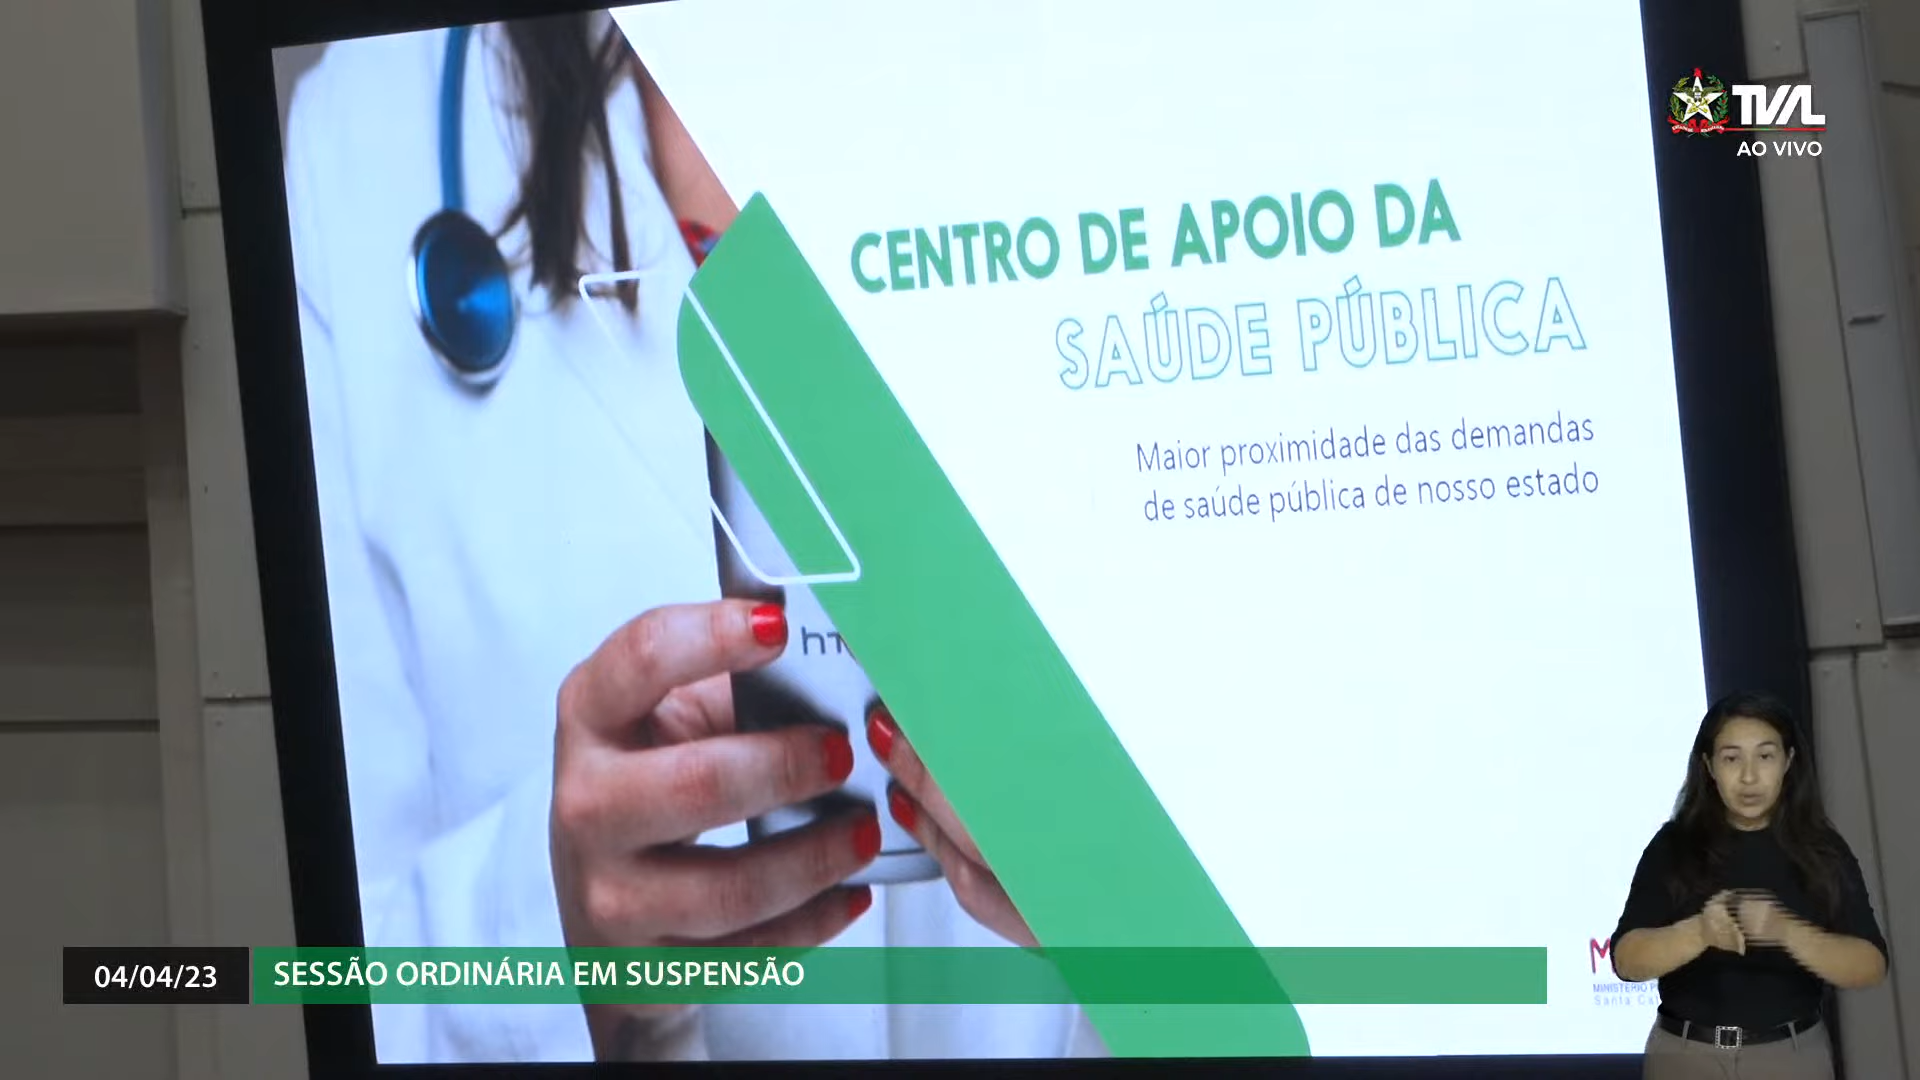 TVAL
AO VIVO
CENTRO DE APOIO DA
SAÚDE PÚBLICA
Maior proximidade das demandas
de saúde pública de nosso estado
04/04/23
SESSÃO ORDINÁRIA EM SUSPENSÃO